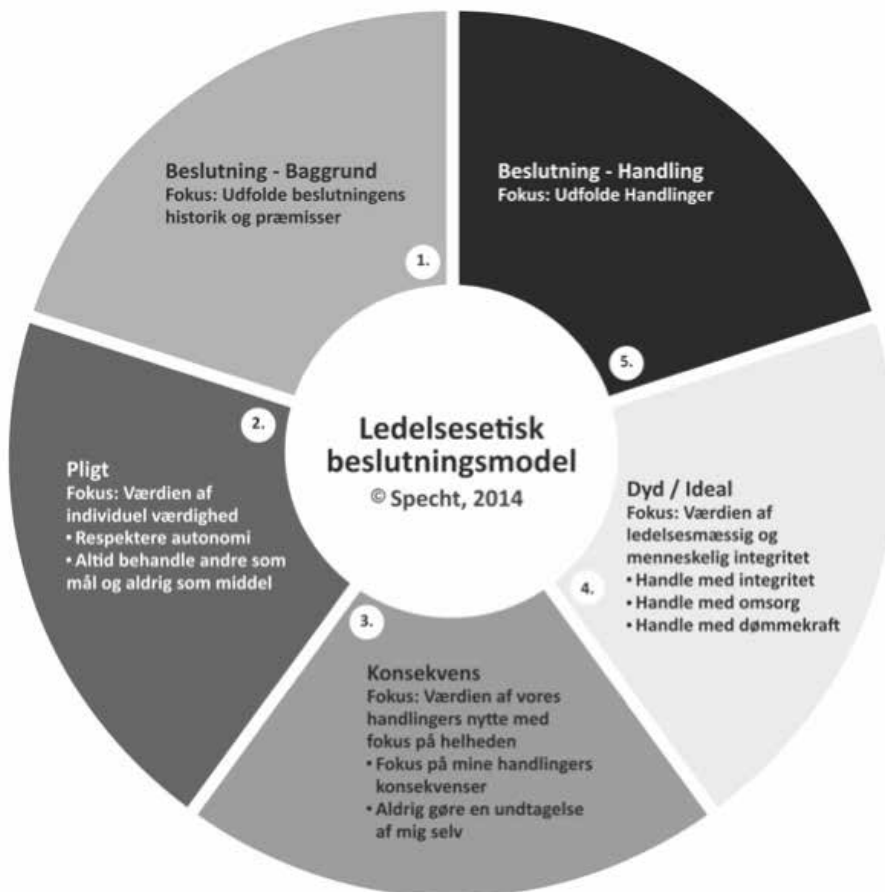 Ledelsesetisk
beslutningsmodel
© Specht, 2014
Beslutning - Baggrund
Fokus: Udfolde beslutningens
historik og præmisser
1.
2.
Pligt
Fokus: Værdien af
individuel værdighed
• Respektere autonomi
• Altid behandle andre som
mål og aldrig som middel
3.
Konsekvens
Fokus: Værdien af vores
handlingers nytte med
fokus på helheden
• Fokus på mine handlingers
konsekvenser
• Aldrig gøre en undtagelse
af mig selv
4.
Dyd / Ideal
Fokus: Værdien af
ledelsesmæssig og
menneskelig integritet
• Handle med integritet
• Handle med omsorg
• Handle med dømmekraft
5.
Beslutning - Handling
Fokus: Udfolde Handlinger